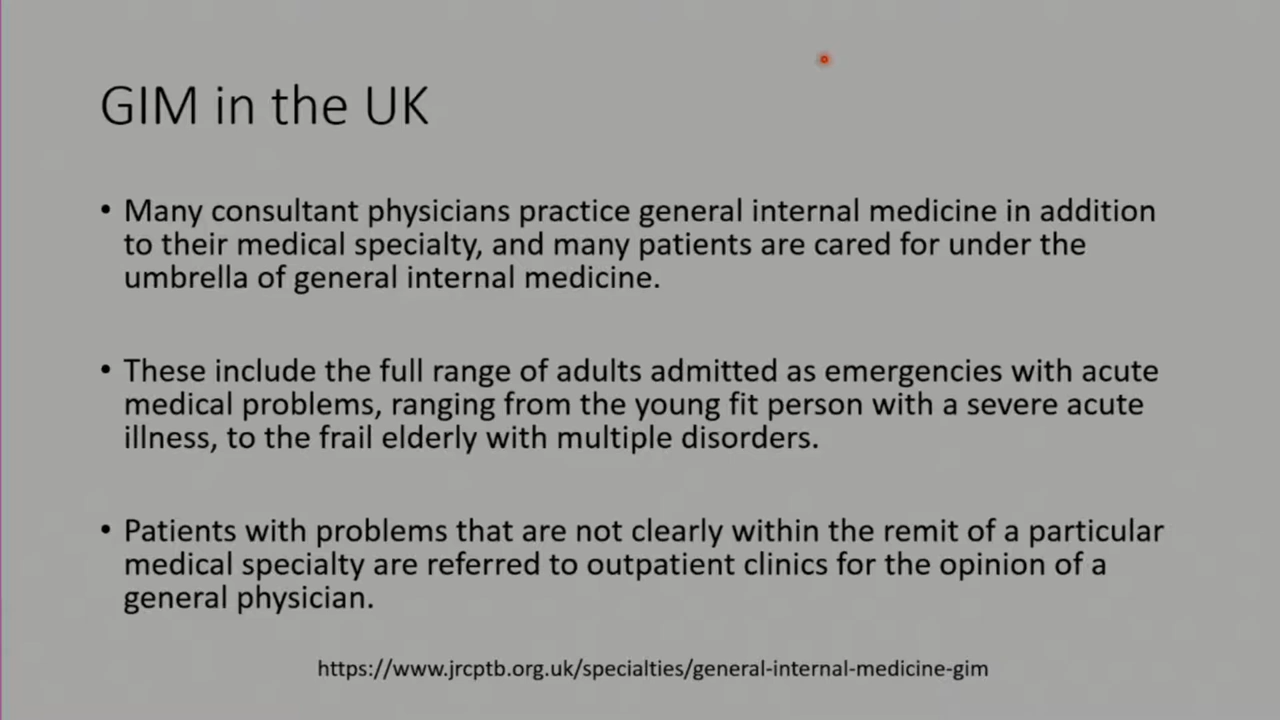 GIM in the UK
• Many consultant physicians practice general internal medicine in addition
to their medical specialty, and many patients are cared for under the
umbrella of general internal medicine.
• These include the full range of adults admitted as emergencies with acute
medical problems, ranging from the young fit person with a severe acute
illness, to the frail elderly with multiple disorders.
• Patients with problems that are not clearly within the remit of a particular
medical specialty are referred to outpatient clinics for the opinion of a
general physician.
https://www.jrcptb.org.uk/specialties/general-internal-medicine-gim